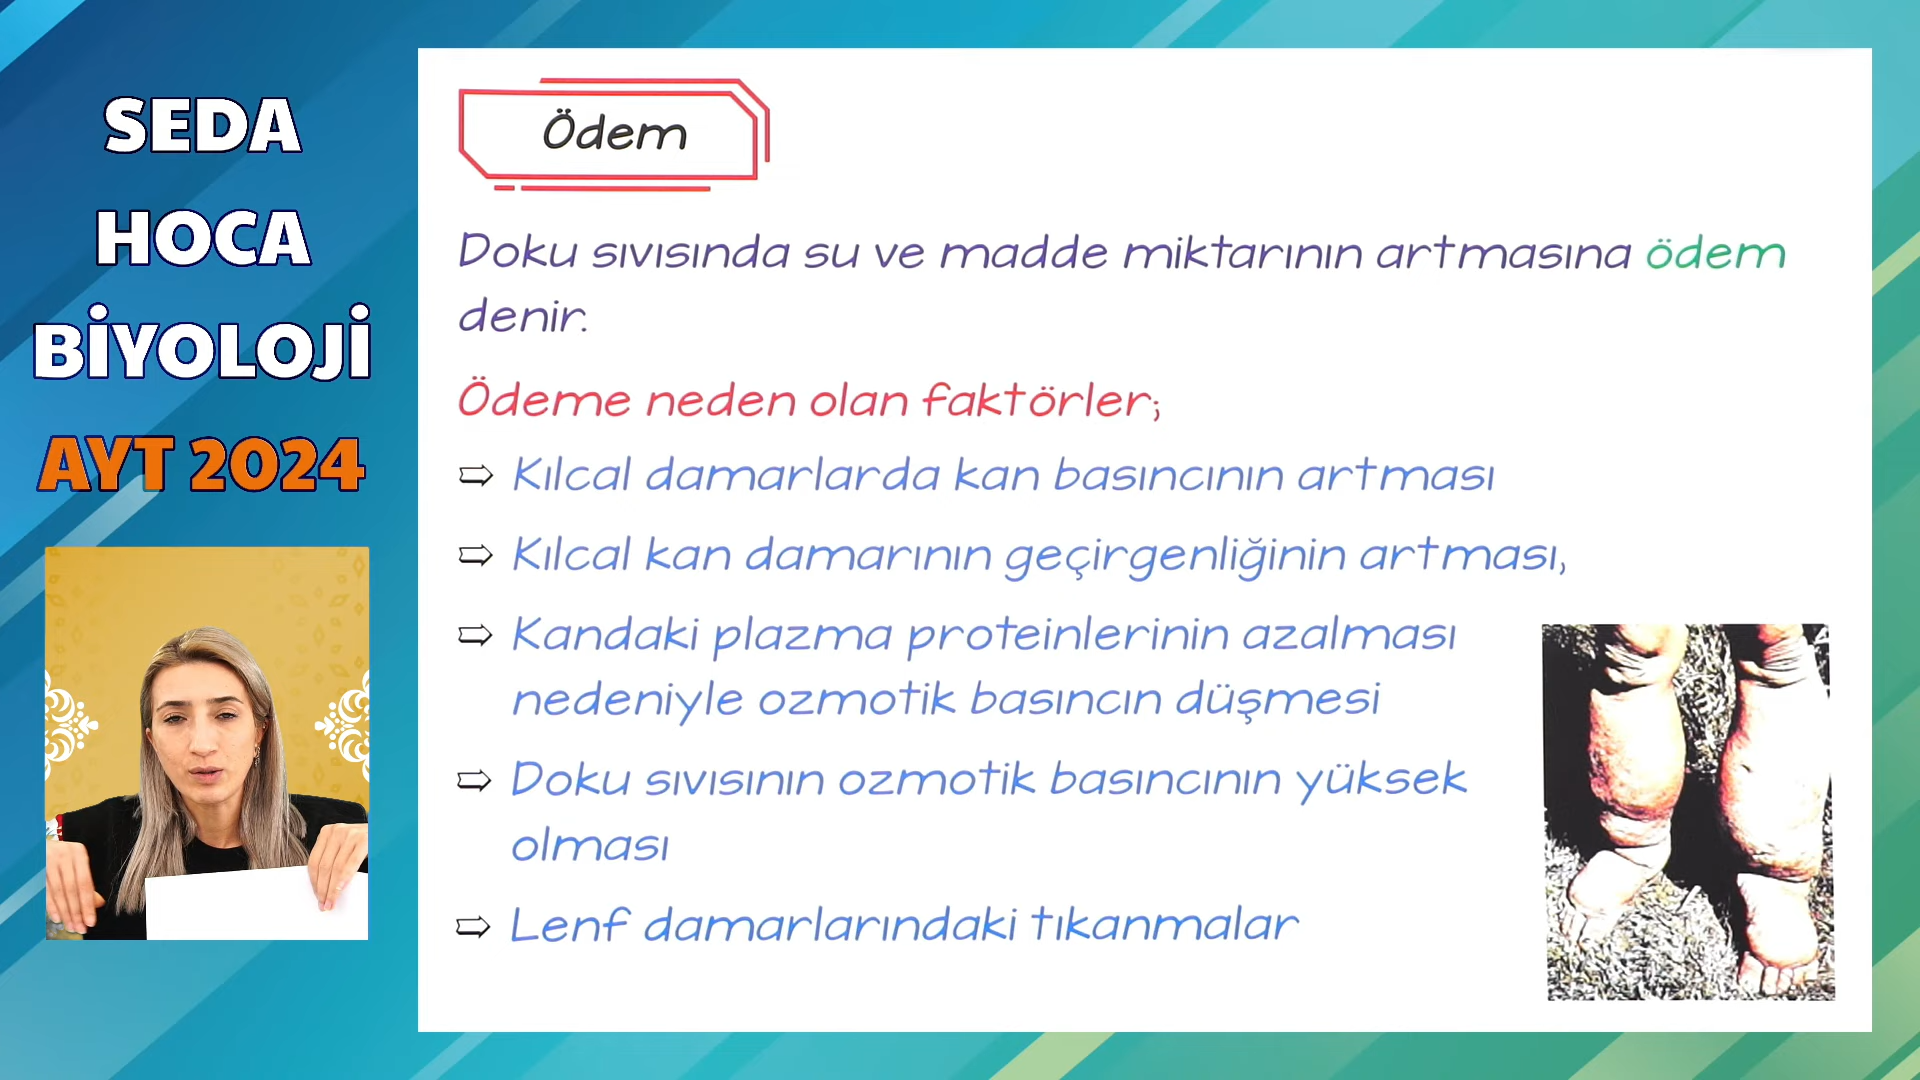 SEDA
HOCA
BİYOLOJİ
AYT 2024
Ödem
Doku sıvısında su ve madde miktarının artmasına ödem
denir.
Ödeme neden olan faktörler;
⇨ Kılcal damarlarda kan basıncının artması
⇨ Kılcal kan damarının geçirgenliğinin artması,
⇨ Kandaki plazma proteinlerinin azalması
nedeniyle ozmotik basıncın düşmesi
⇨ Doku sıvısının ozmotik basıncının yüksek
olması
⇨ Lenf damarlarındaki tıkanmalar